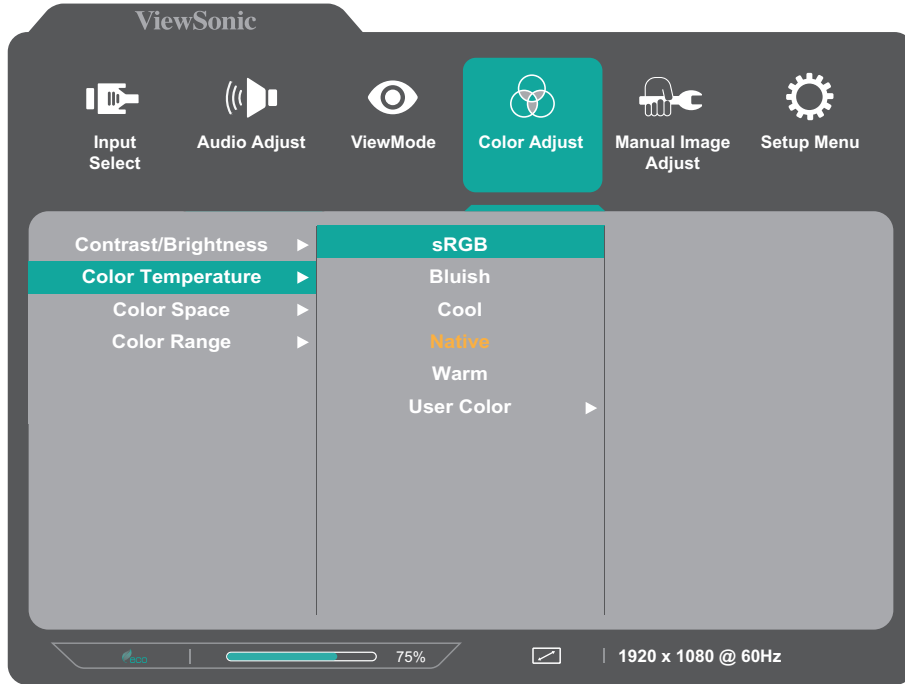 ViewSonic
Input Select
Audio Adjust
ViewMode
Color Adjust
Manual Image Adjust
Setup Menu
Contrast/Brightness
Color Temperature
Color Space
Color Range
sRGB
Bluish
Cool
Native
Warm
User Color
eco
75%
1920 x 1080 @ 60Hz